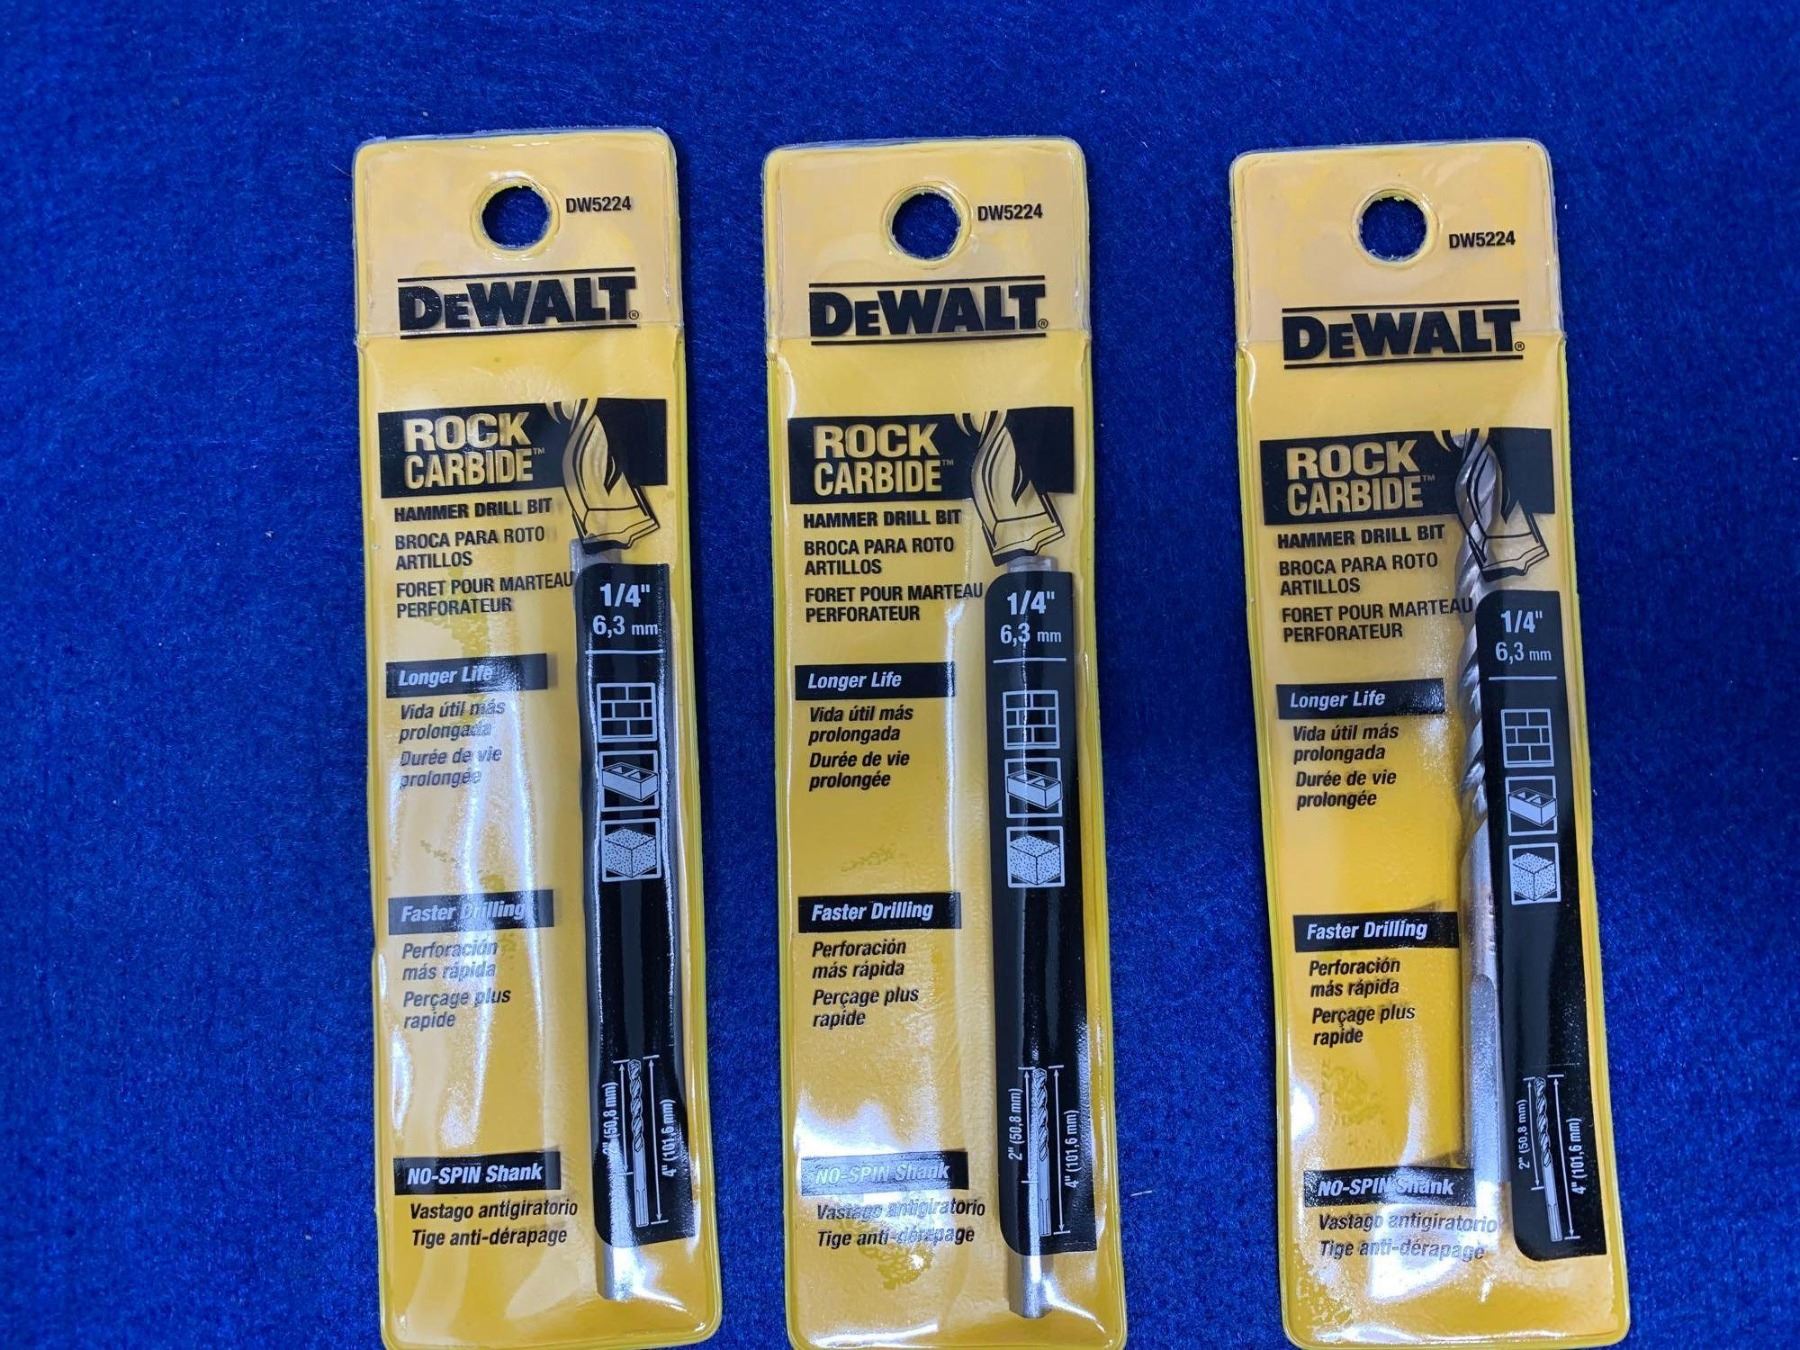 DW5224
DEWALT®
ROCK
CARBIDE™
HAMMER DRILL BIT
BROCA PARA ROTO
ARTILLOS
FORET POUR MARTEAU
PERFORATEUR
1/4"
6,3 mm
Longer Life
Vida útil más
prolongada
Durée de vie
prolongée
Faster Drilling
Perforación
más rápida
Perçage plus
rapide
2" (50,8 mm)
4" (101,6 mm)
NO-SPIN Shank
Vastago antigiratorio
Tige anti-dérapage
DW5224
DEWALT®
ROCK
CARBIDE™
HAMMER DRILL BIT
BROCA PARA ROTO
ARTILLOS
FORET POUR MARTEAU
PERFORATEUR
1/4"
6,3 mm
Longer Life
Vida útil más
prolongada
Durée de vie
prolongée
Faster Drilling
Perforación
más rápida
Perçage plus
rapide
2" (50,8 mm)
4" (101,6 mm)
NO-SPIN Shank
Vastago antigiratorio
Tige anti-dérapage
DW5224
DEWALT®
ROCK
CARBIDE™
HAMMER DRILL BIT
BROCA PARA ROTO
ARTILLOS
FORET POUR MARTEAU
PERFORATEUR
1/4"
6,3 mm
Longer Life
Vida útil más
prolongada
Durée de vie
prolongée
Faster Drilling
Perforación
más rápida
Perçage plus
rapide
2" (50,8 mm)
4" (101,6 mm)
NO-SPIN Shank
Vastago antigiratorio
Tige anti-dérapage